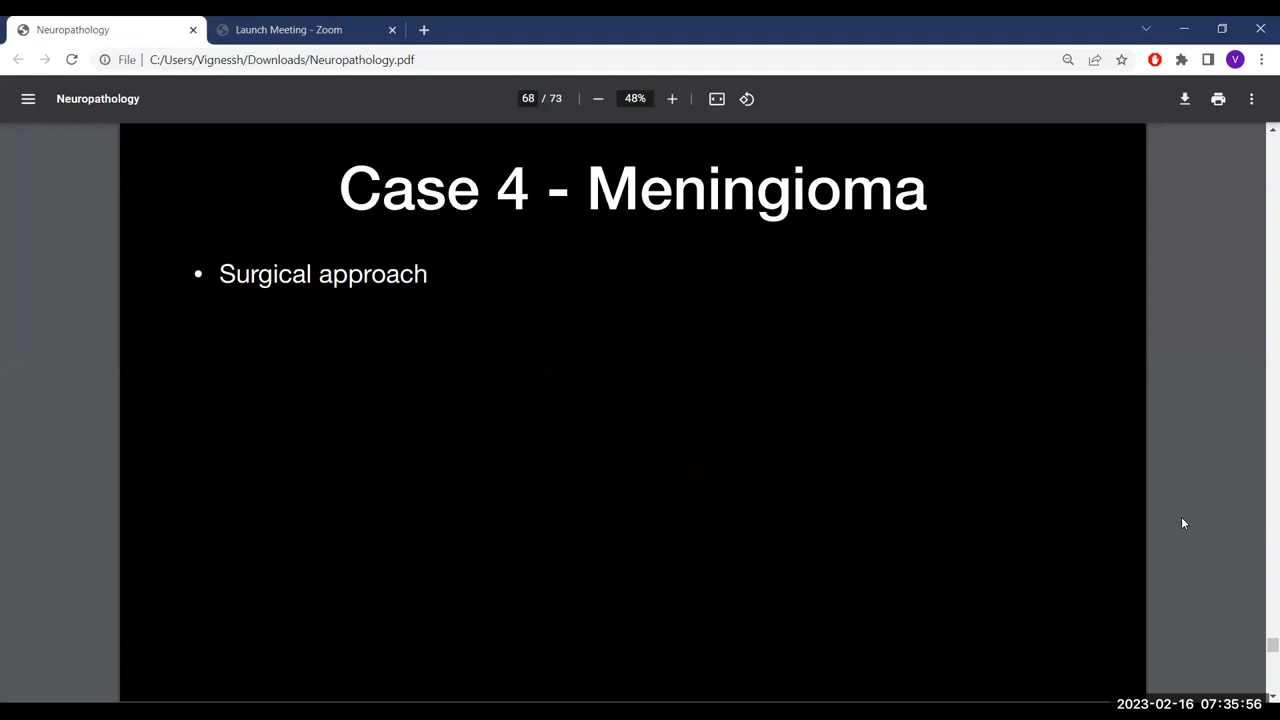 Neuropathology
Launch Meeting - Zoom
File
C:/Users/Vignessh/Downloads/Neuropathology.pdf
V
Neuropathology
68 / 73
48%
Case 4 - Meningioma
• Surgical approach
2023-02-16 07:35:56